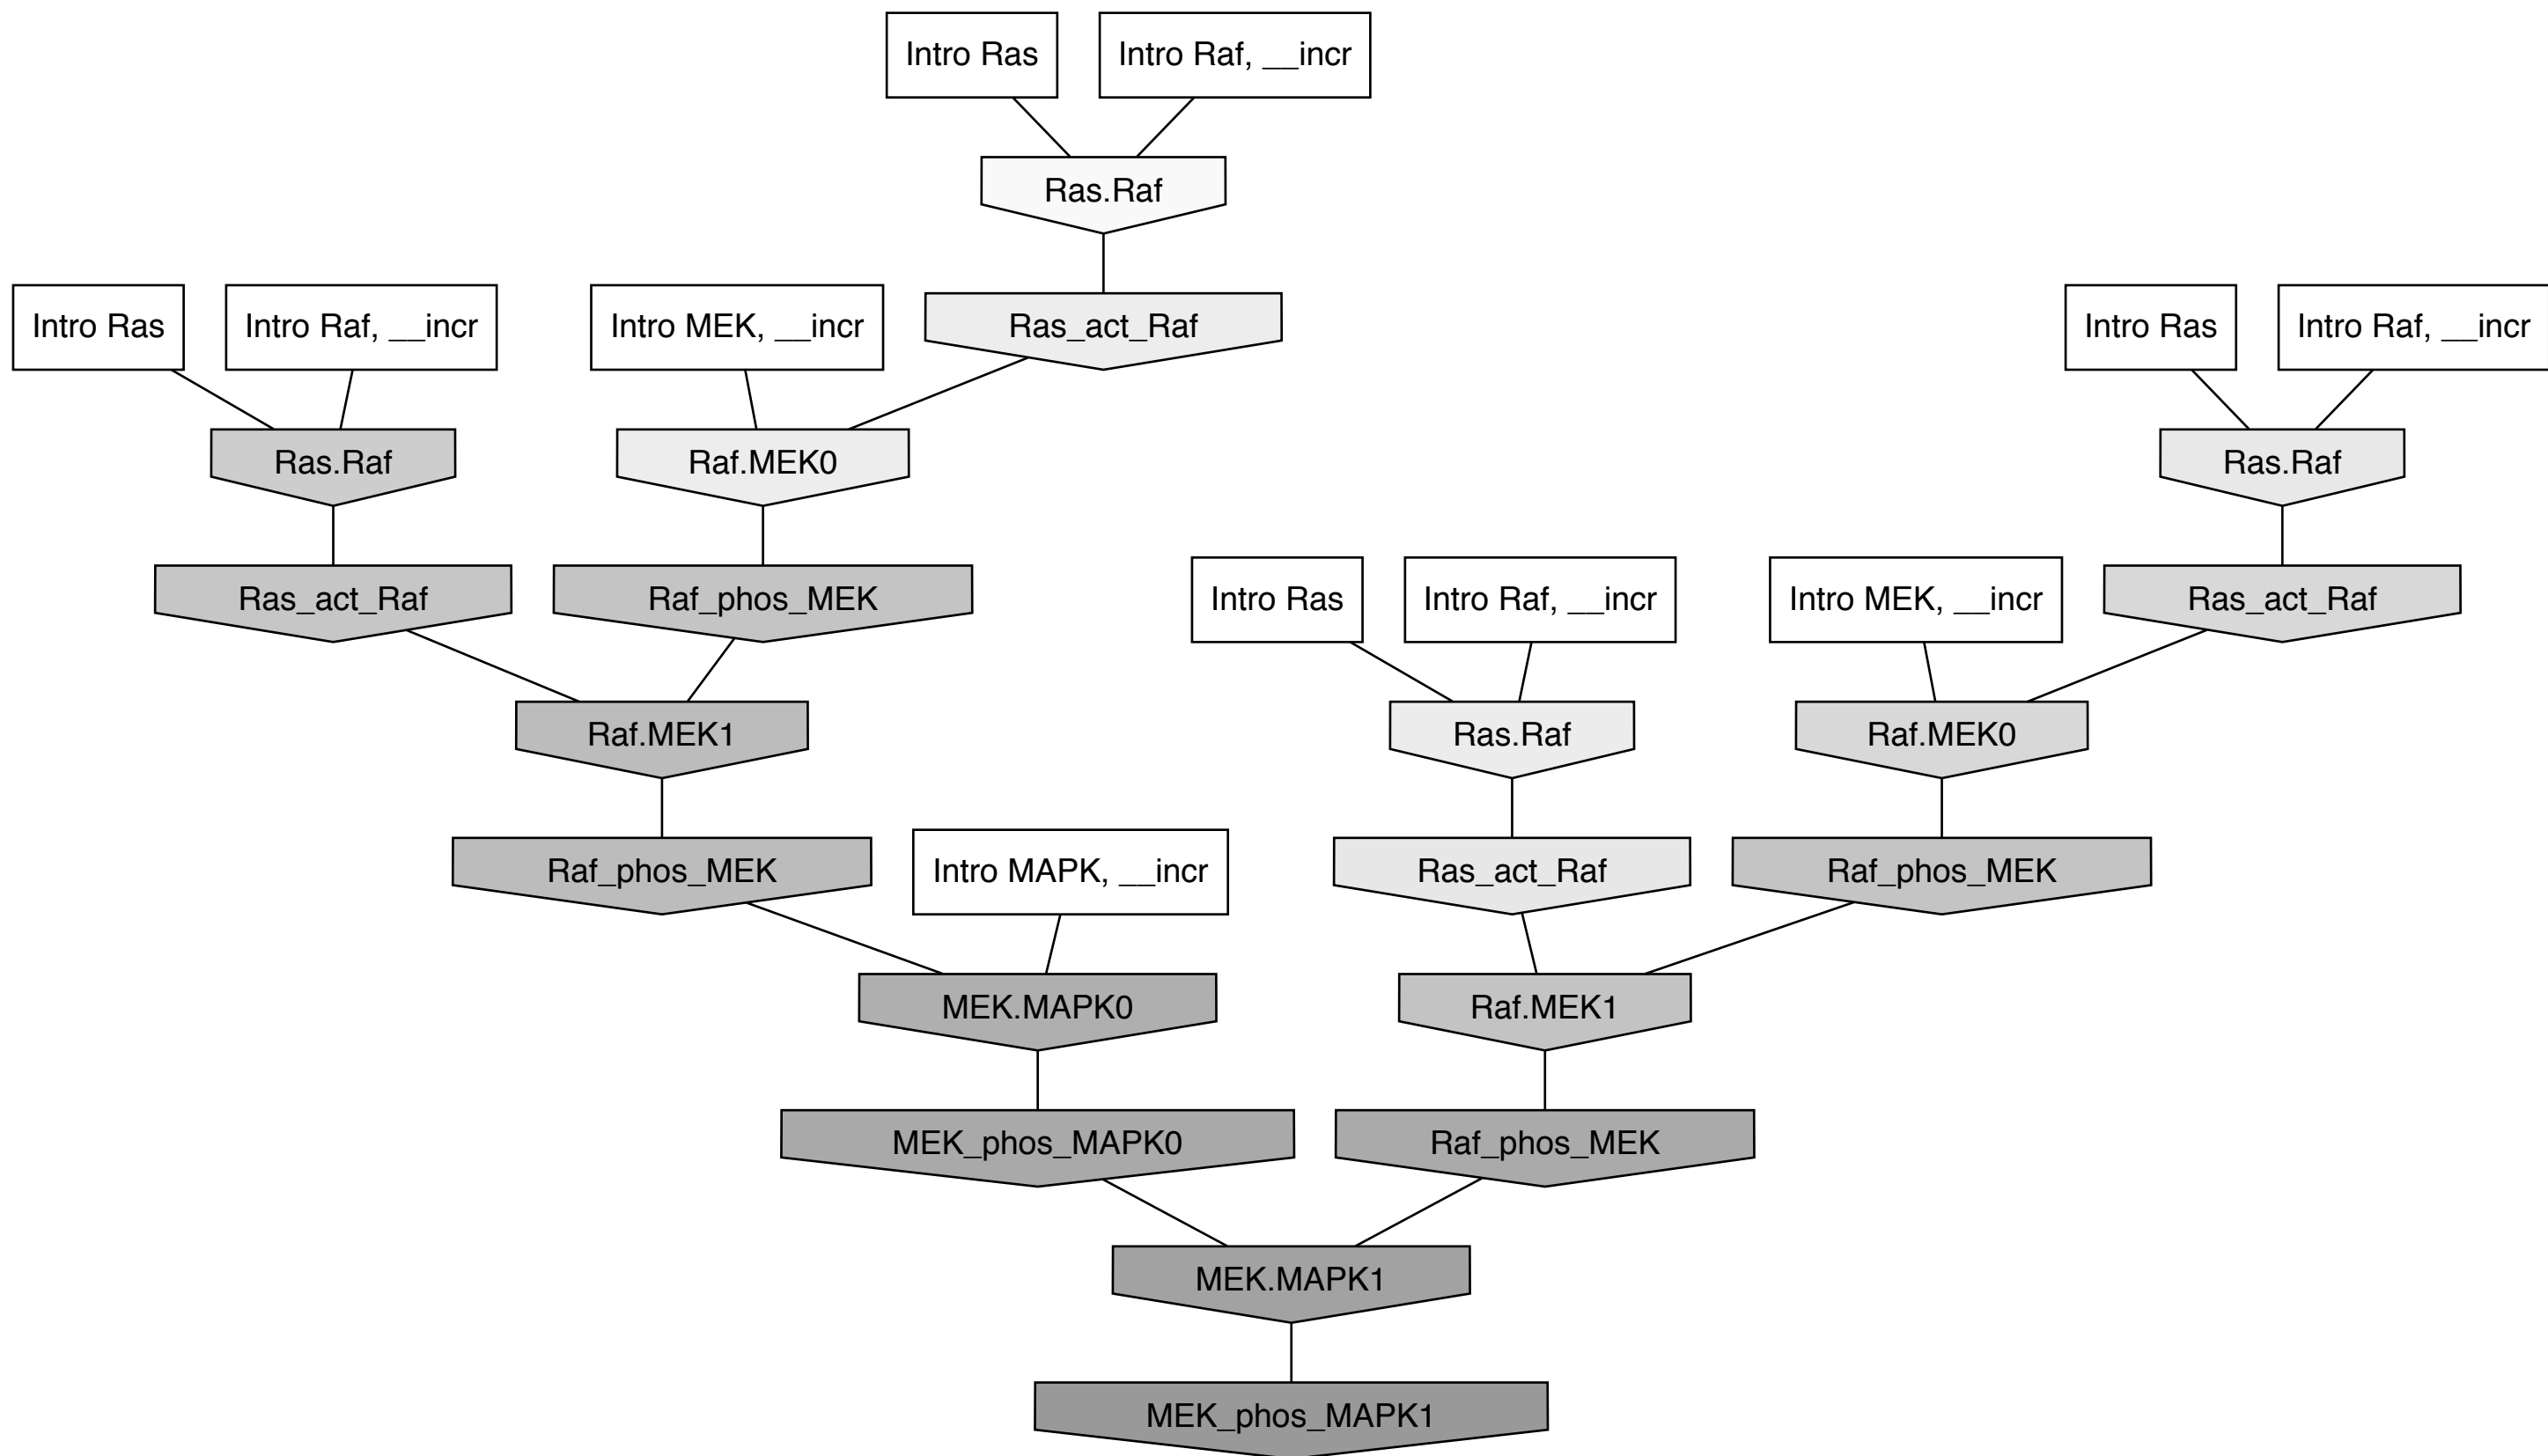 Intro Ras
Intro Raf, __incr
Ras.Raf
Intro Ras
Intro Raf, __incr
Intro MEK, __incr
Ras_act_Raf
Intro Ras
Intro Raf, __incr
Ras.Raf
Raf.MEK0
Ras.Raf
Ras_act_Raf
Raf_phos_MEK
Intro Ras
Intro Raf, __incr
Intro MEK, __incr
Ras_act_Raf
Raf.MEK1
Ras.Raf
Raf.MEK0
Raf_phos_MEK
Intro MAPK, __incr
Ras_act_Raf
Raf_phos_MEK
MEK.MAPK0
Raf.MEK1
MEK_phos_MAPK0
Raf_phos_MEK
MEK.MAPK1
MEK_phos_MAPK1